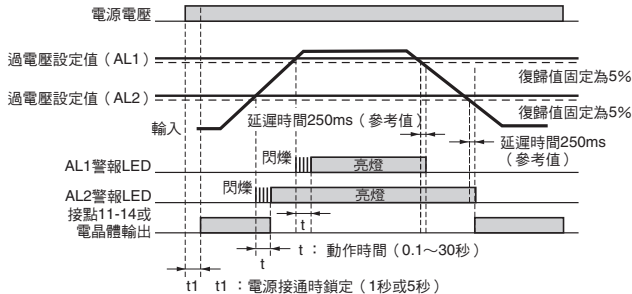 電源電壓
過電壓設定值（AL1）
復歸值固定為5%
過電壓設定值（AL2）
復歸值固定為5%
延遲時間250ms（參考值）
輸入
延遲時間250ms
（參考值）
閃爍
AL1警報LED
亮燈
閃爍
AL2警報LED
亮燈
接點11-14或
電晶體輸出
t
t ： 動作時間（0.1～30秒）
t
t1
t1 ： 電源接通時鎖定（1秒或5秒）